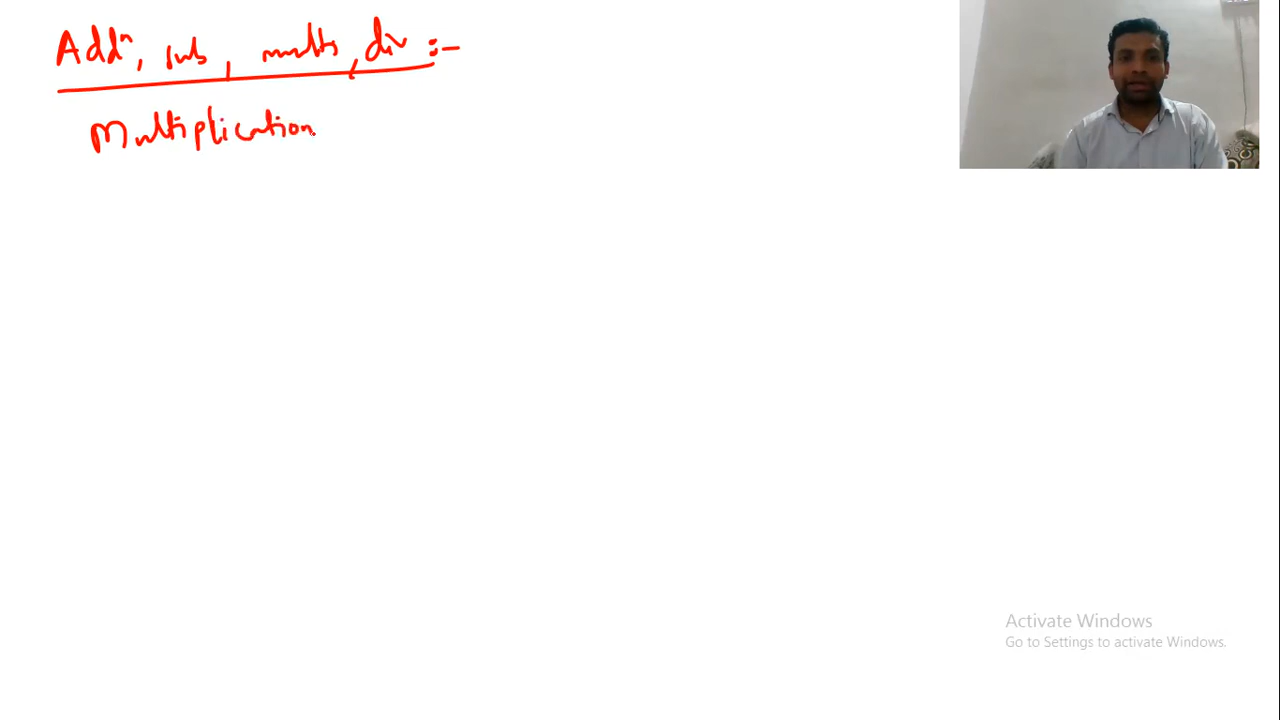 Addⁿ, sub, multi, div :-
Multiplication
Activate Windows
Go to Settings to activate Windows.